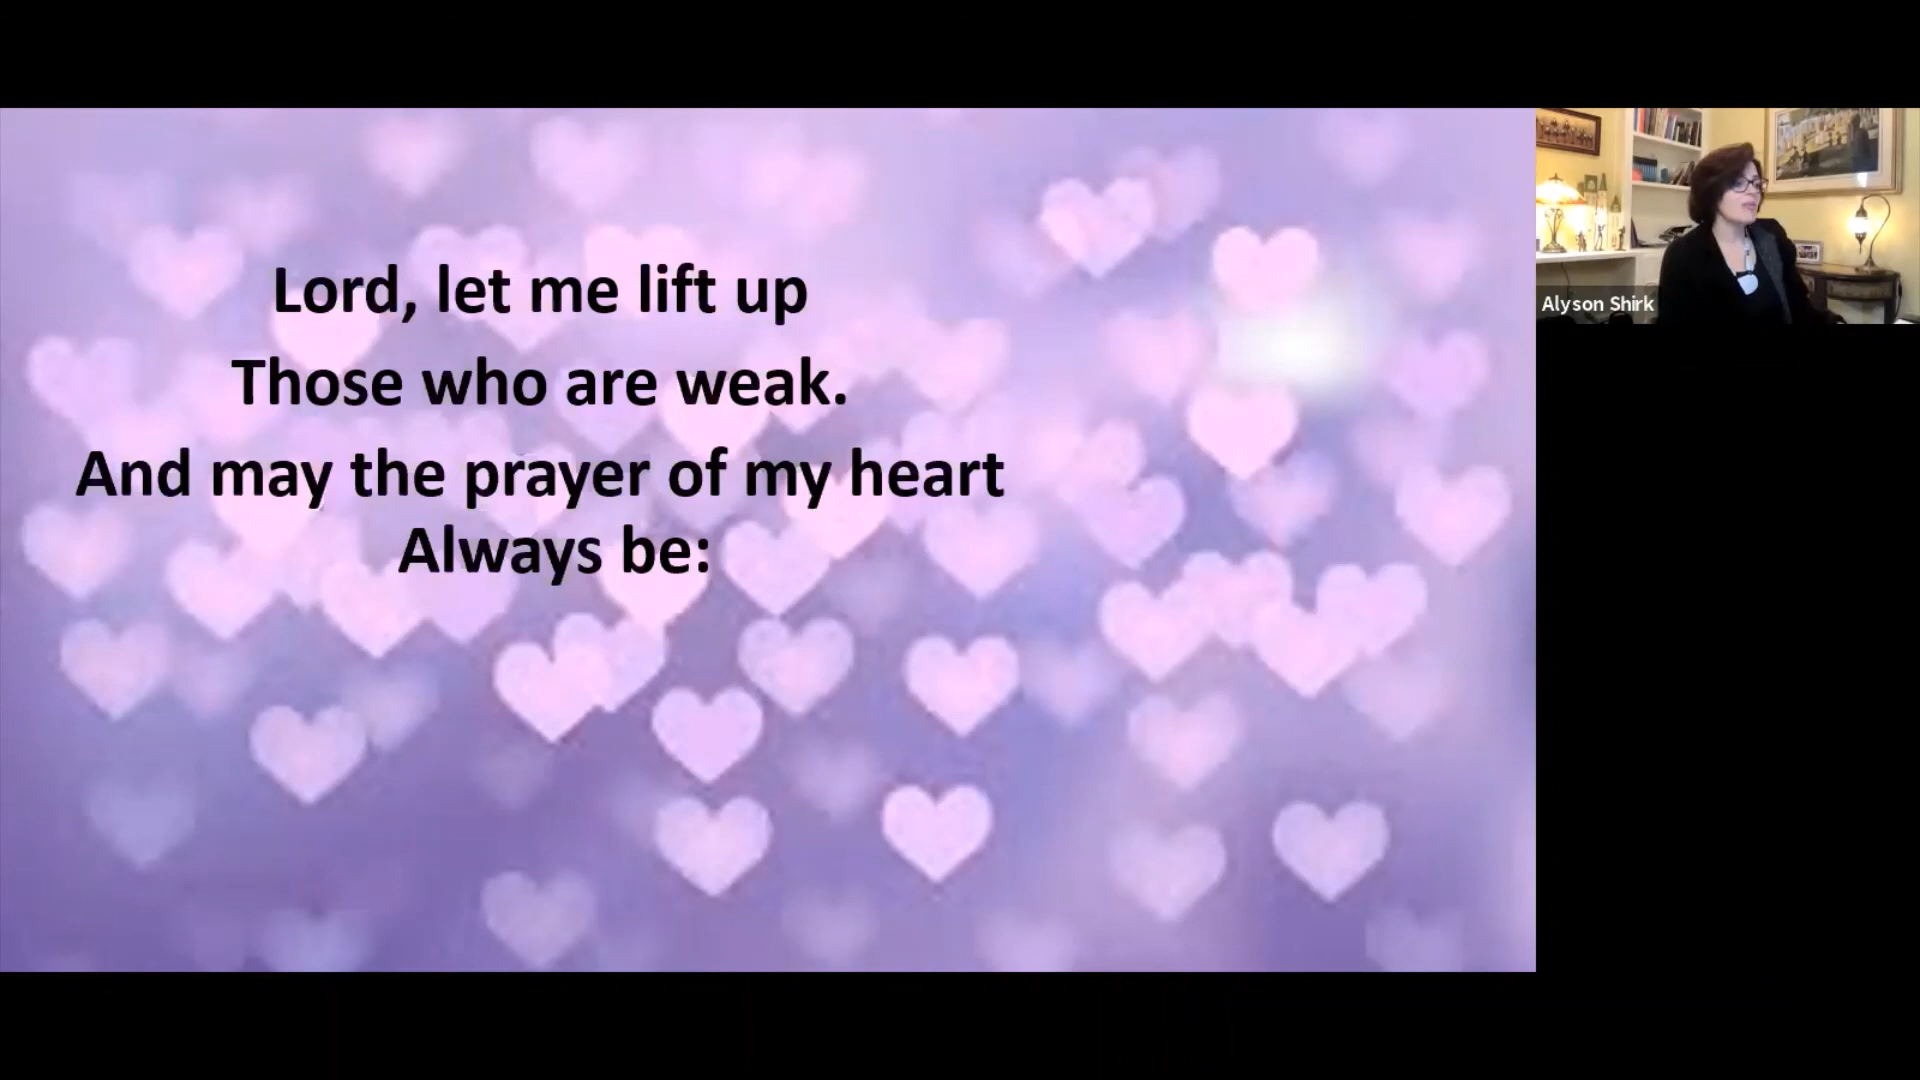 Lord, let me lift up
Those who are weak.
And may the prayer of my heart
Always be:
Alyson Shirk